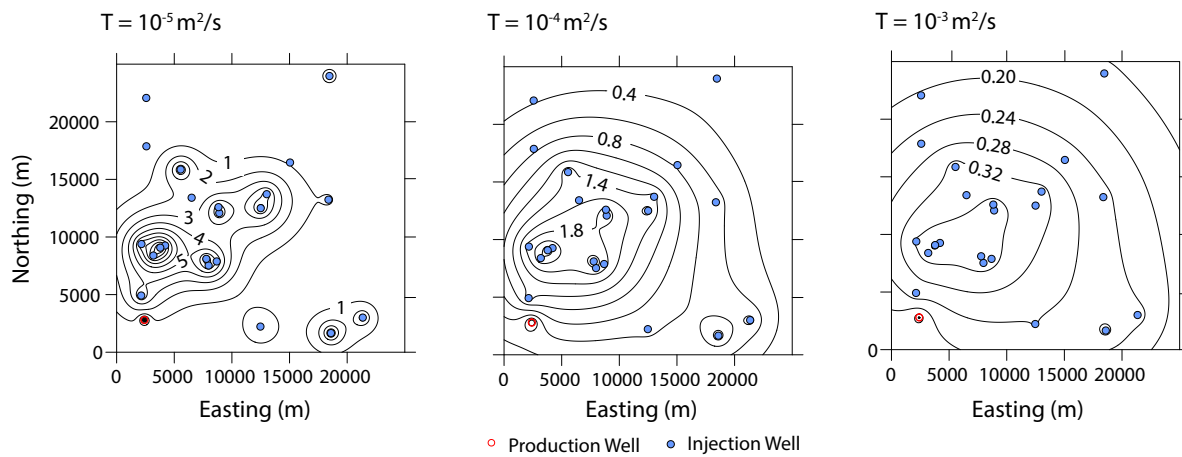 T = 10⁻⁵ m²/s
T = 10⁻⁴ m²/s
T = 10⁻³ m²/s
Northing (m)
20000
15000
10000
5000
0
1
2
3
4
5
1
0 5000 10000 15000 20000
Easting (m)
0.4
0.8
1.4
1.8
0 5000 10000 15000 20000
Easting (m)
0.20
0.24
0.28
0.32
0
0 5000 10000 15000 20000
Easting (m)
Production Well Injection Well